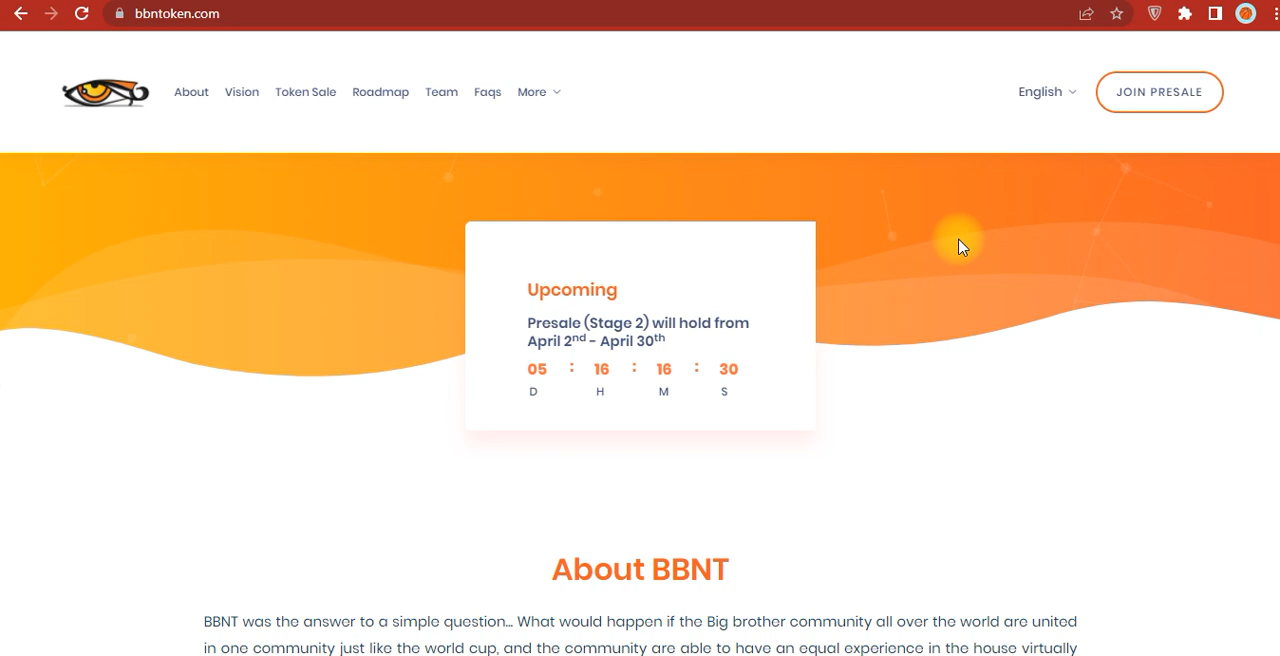 bbntoken.com
About Vision Token Sale Roadmap Team Faqs More English JOIN PRESALE
Upcoming
Presale (Stage 2) will hold from
April 2nd - April 30th
05 : 16 : 16 : 30
D H M S
About BBNT
BBNT was the answer to a simple question... What would happen if the Big brother community all over the world are united
in one community just like the world cup, and the community are able to have an equal experience in the house virtually